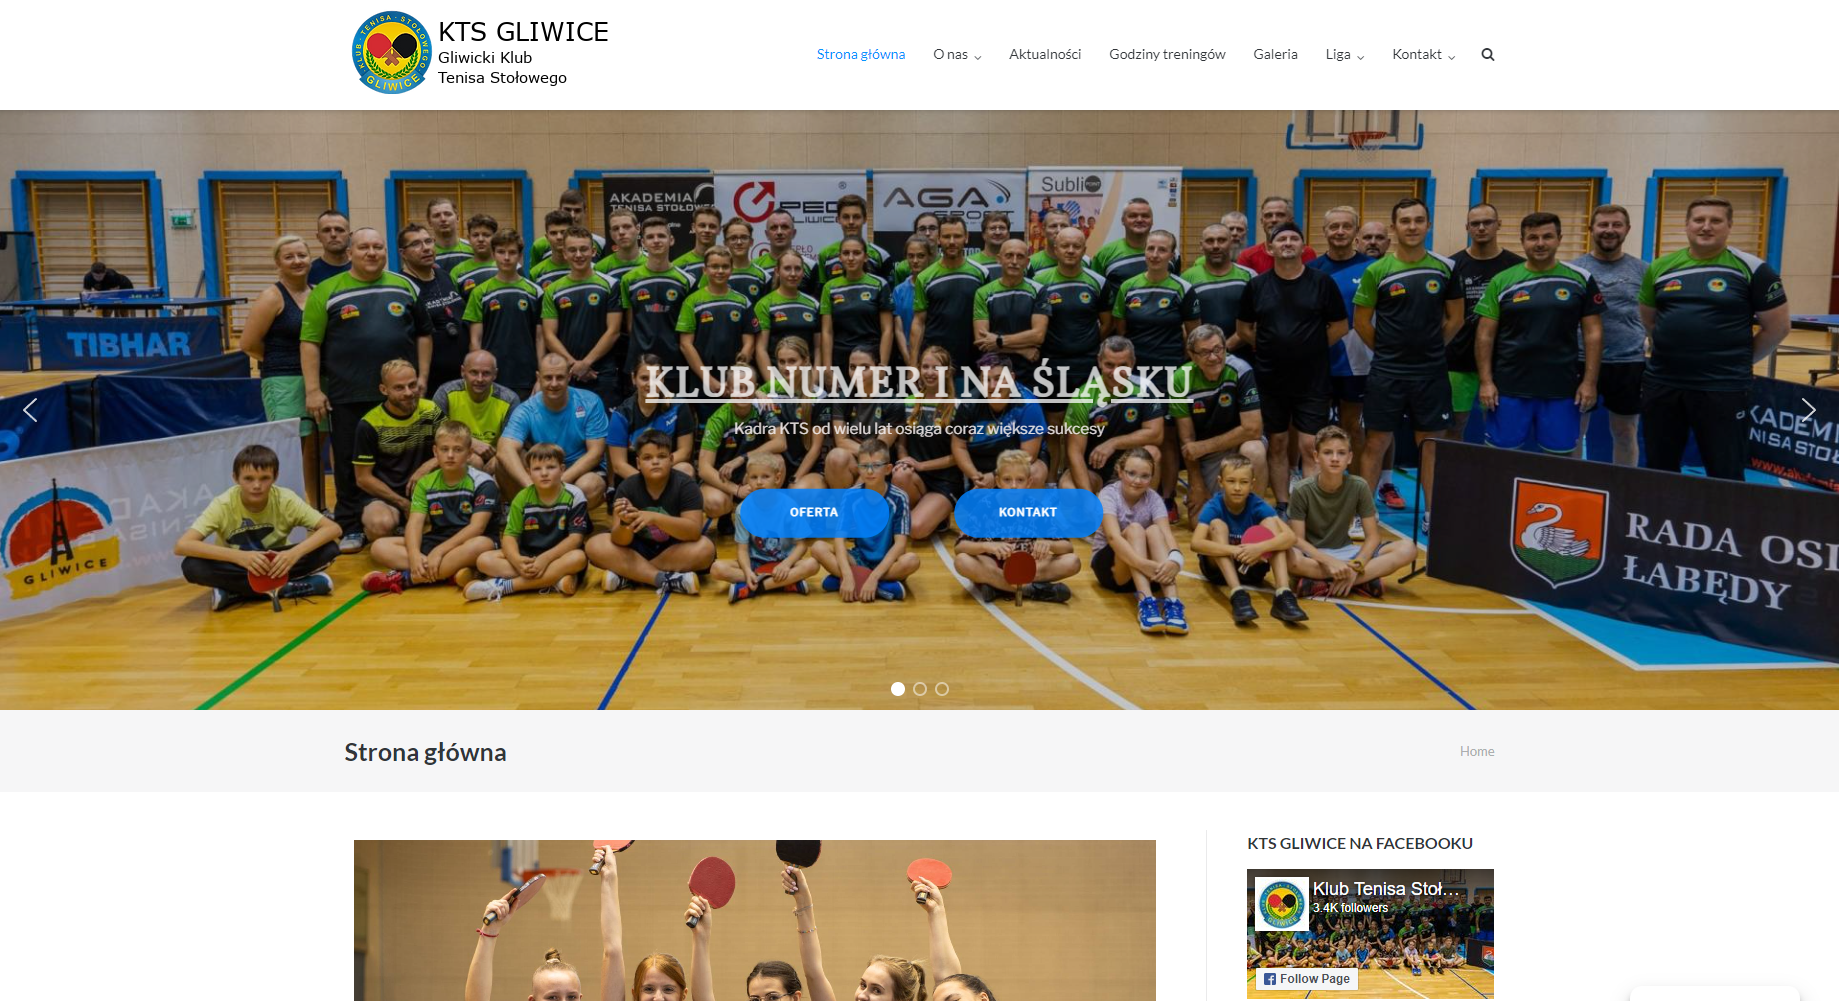 KLUB · TENISA · STOŁOWEGO
GLIWICE
KTS GLIWICE
Gliwicki Klub
Tenisa Stołowego
Strona główna
O nas
Aktualności
Godziny treningów
Galeria
Liga
Kontakt
AKADEMIA
TENISA STOŁOWEGO
PEC
GLIWICE
AGA
SPORT
Subli
TIBHAR
KLUB NUMER I NA ŚLĄSKU
Kadra KTS od wielu lat osiąga coraz większe sukcesy
OFERTA
KONTAKT
GLIWICE
RADA OSI
ŁABĘDY
Strona główna
Home
KTS GLIWICE NA FACEBOOKU
Klub Tenisa Stoł...
3.4K followers
Follow Page